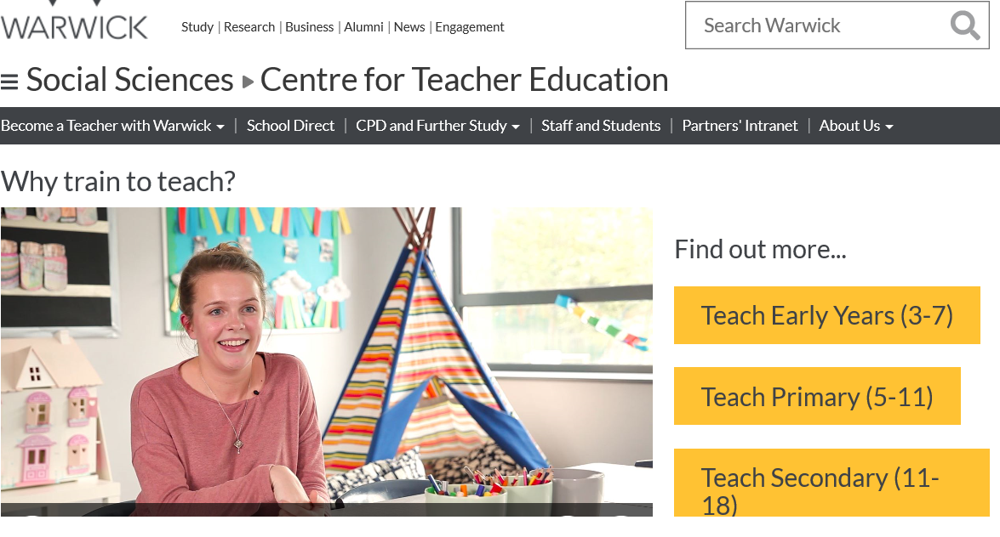 WARWICK
Study | Research | Business | Alumni | News | Engagement
Search Warwick
Social Sciences Centre for Teacher Education
Become a Teacher with Warwick | School Direct | CPD and Further Study | Staff and Students | Partners' Intranet | About Us
Why train to teach?
Find out more...
Teach Early Years (3-7)
Teach Primary (5-11)
Teach Secondary (11-
18)